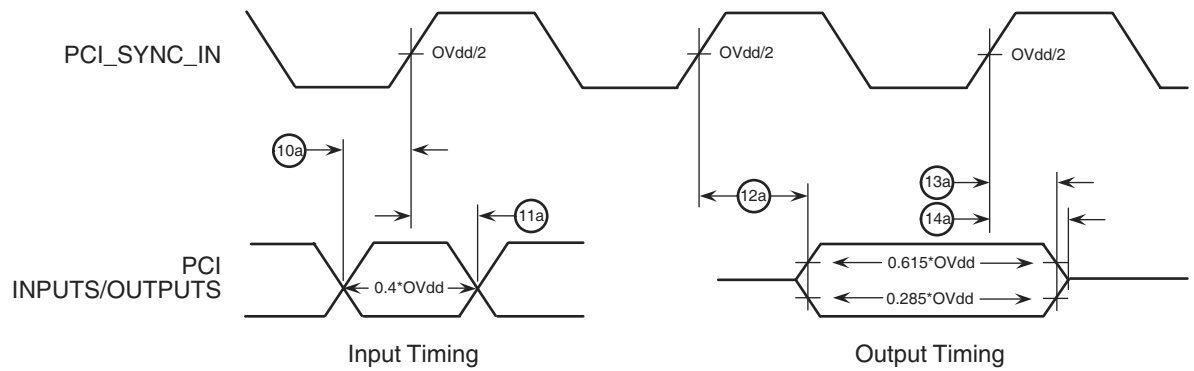 PCI_SYNC_IN
OVdd/2
OVdd/2
OVdd/2
10a
11a
12a
13a
14a
PCI
INPUTS/OUTPUTS
0.4*OVdd
0.615*OVdd
0.285*OVdd
Input Timing
Output Timing